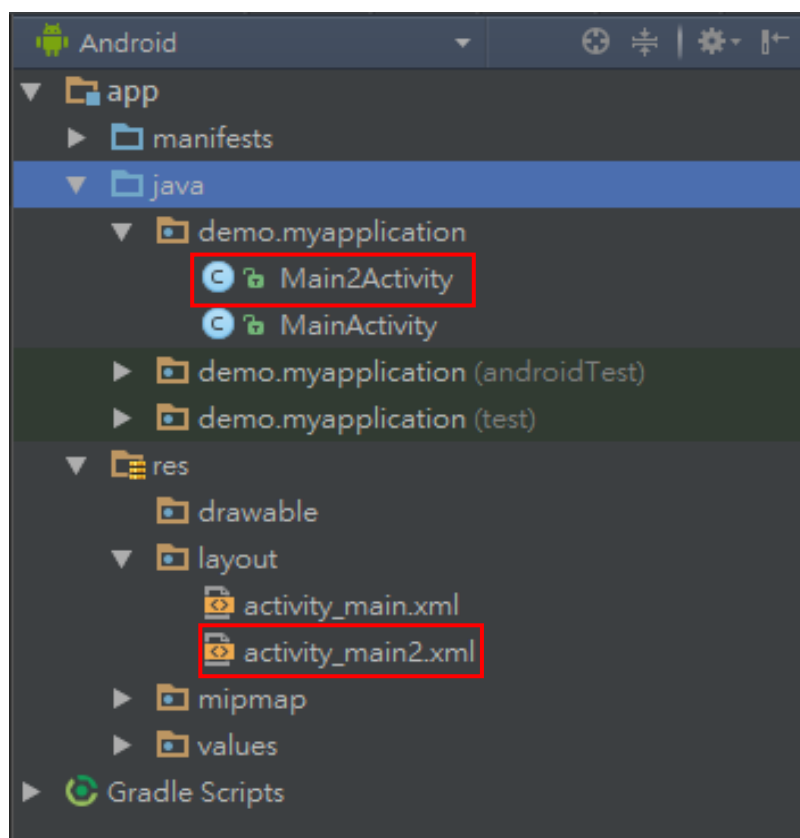 Android
app
manifests
java
demo.myapplication
Main2Activity
MainActivity
demo.myapplication (androidTest)
demo.myapplication (test)
res
drawable
layout
activity_main.xml
activity_main2.xml
mipmap
values
Gradle Scripts